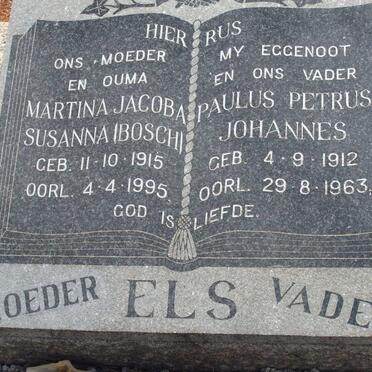 HIER RUS
ONS MOEDER
EN OUMA
MARTINA JACOBA
SUSANNA (BOSCH)
GEB. 11·10·1915
OORL. 4·4·1995
MY EGGENOOT
EN ONS VADER
PAULUS PETRUS
JOHANNES
GEB. 4·9·1912
OORL. 29·8·1963,
GOD IS LIEFDE.
OEDER ELS VADE